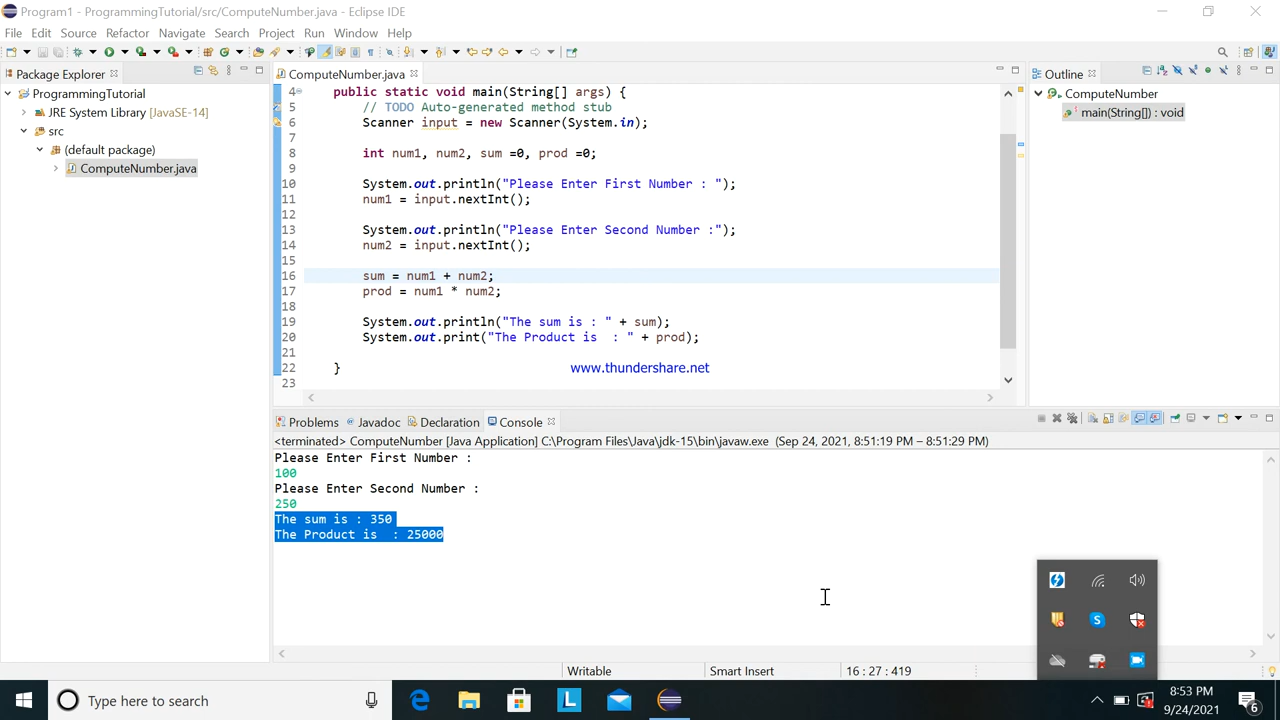 Program1 - ProgrammingTutorial/src/ComputeNumber.java - Eclipse IDE
File Edit Source Refactor Navigate Search Project Run Window Help
Package Explorer
ProgrammingTutorial
JRE System Library [JavaSE-14]
src
(default package)
ComputeNumber.java
ComputeNumber.java
4 public static void main(String[] args) {
5 // TODO Auto-generated method stub
6 Scanner input = new Scanner(System.in);
7
8 int num1, num2, sum =0, prod =0;
9
10 System.out.println("Please Enter First Number : ");
11 num1 = input.nextInt();
12
13 System.out.println("Please Enter Second Number :");
14 num2 = input.nextInt();
15
16 sum = num1 + num2;
17 prod = num1 * num2;
18
19 System.out.println("The sum is : " + sum);
20 System.out.print("The Product is  : " + prod);
21
22 }
www.thundershare.net
23
Outline
ComputeNumber
main(String[]) : void
Problems Javadoc Declaration Console
<terminated> ComputeNumber [Java Application] C:\Program Files\Java\jdk-15\bin\javaw.exe (Sep 24, 2021, 8:51:19 PM – 8:51:29 PM)
Please Enter First Number :
100
Please Enter Second Number :
250
The sum is : 350
The Product is  : 25000
Writable Smart Insert 16 : 27 : 419
Type here to search
8:53 PM
9/24/2021
6